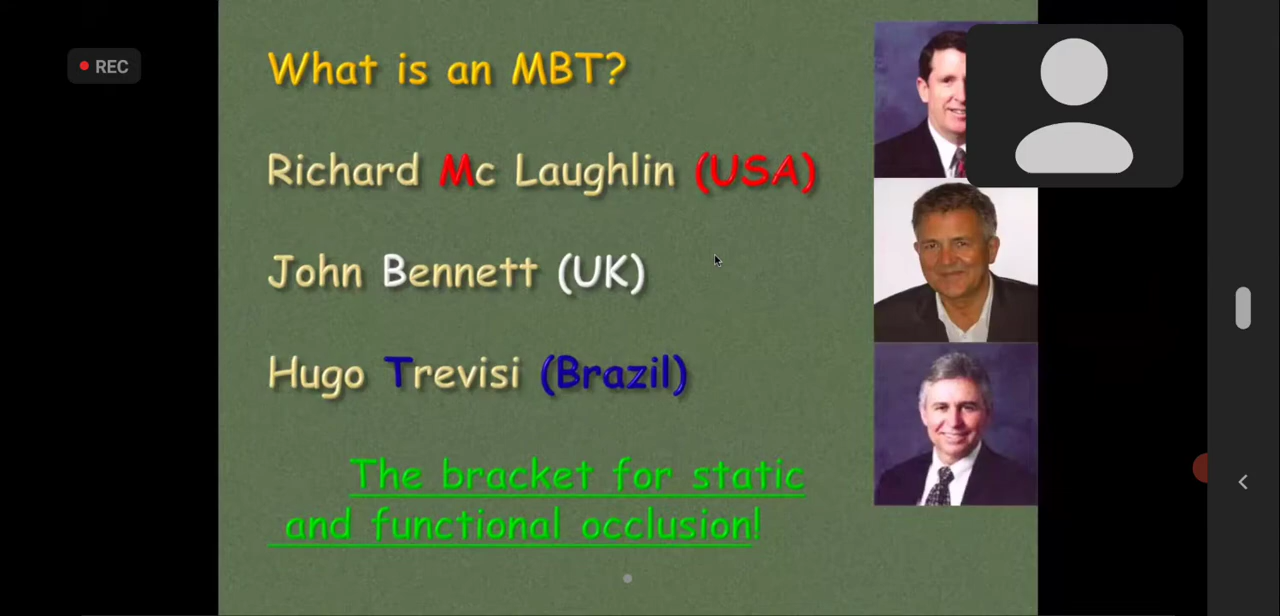 REC
What is an MBT?
Richard Mc Laughlin (USA)
John Bennett (UK)
Hugo Trevisi (Brazil)
The bracket for static
and functional occlusion!